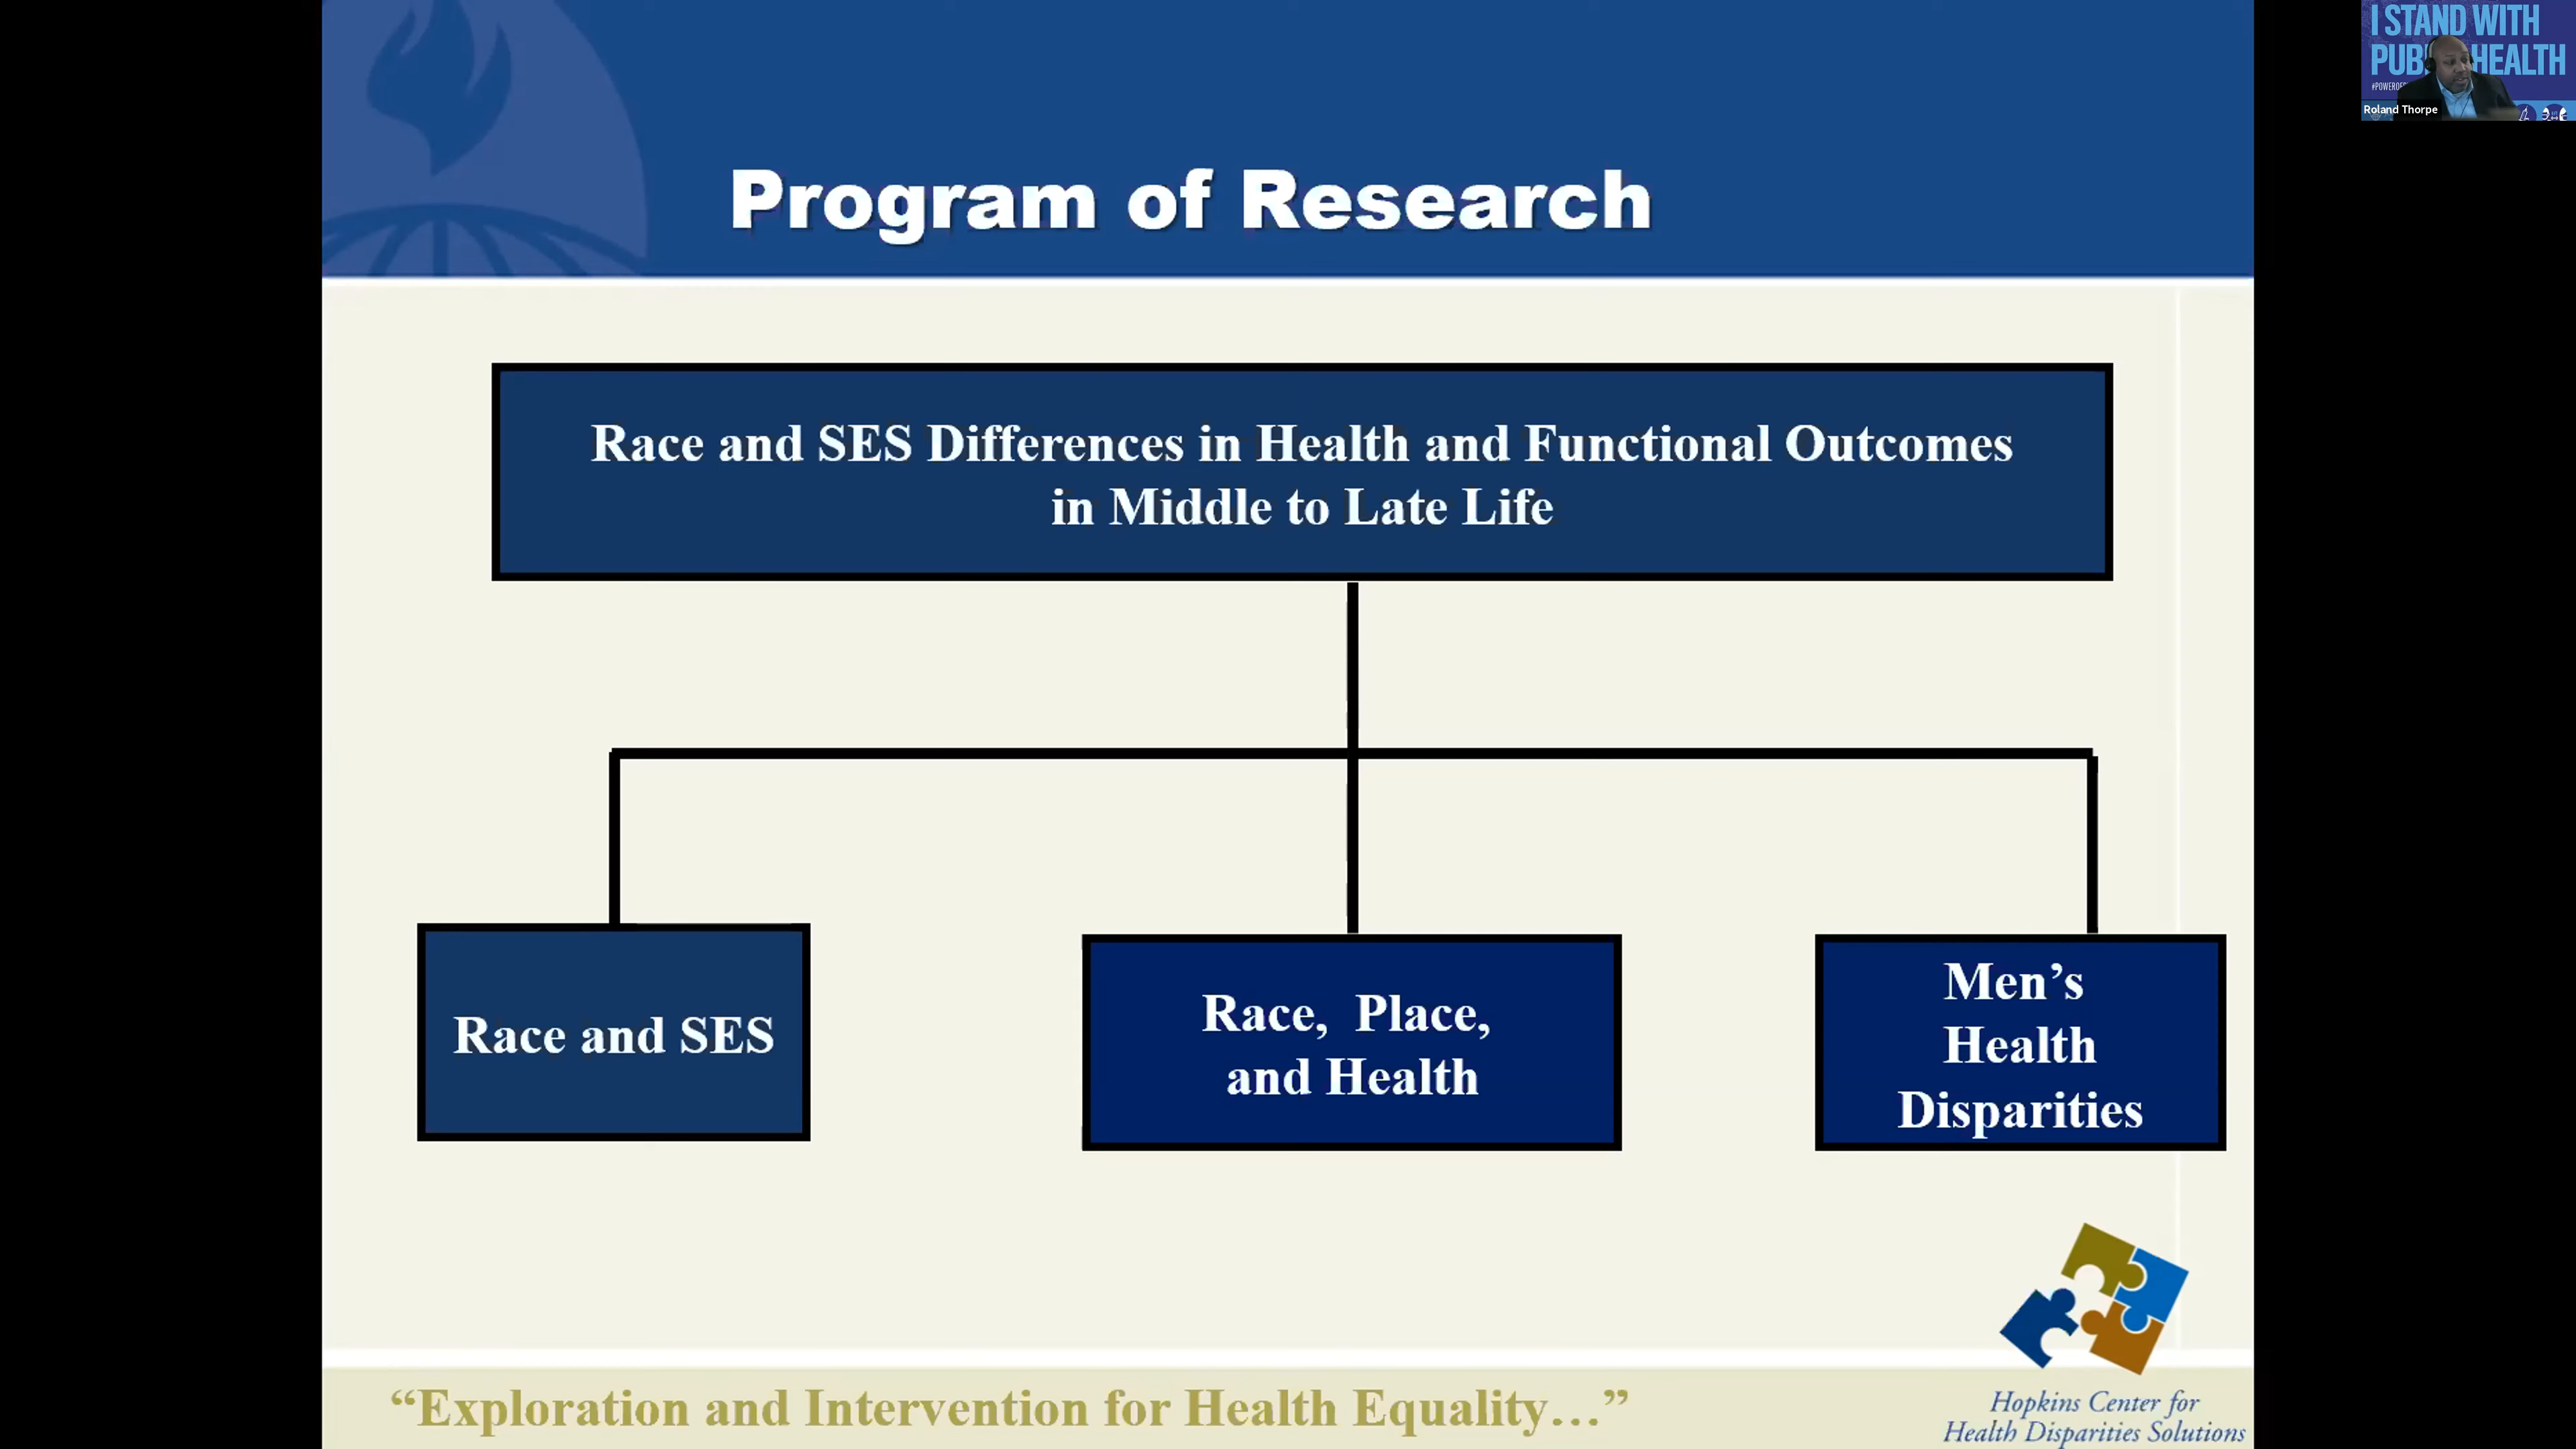 Program of Research
Race and SES Differences in Health and Functional Outcomes
in Middle to Late Life
Race and SES
Race, Place,
and Health
Men’s
Health
Disparities
“Exploration and Intervention for Health Equality…”
Hopkins Center for
Health Disparities Solutions
I STAND WITH
HEALTH
Roland Thorpe